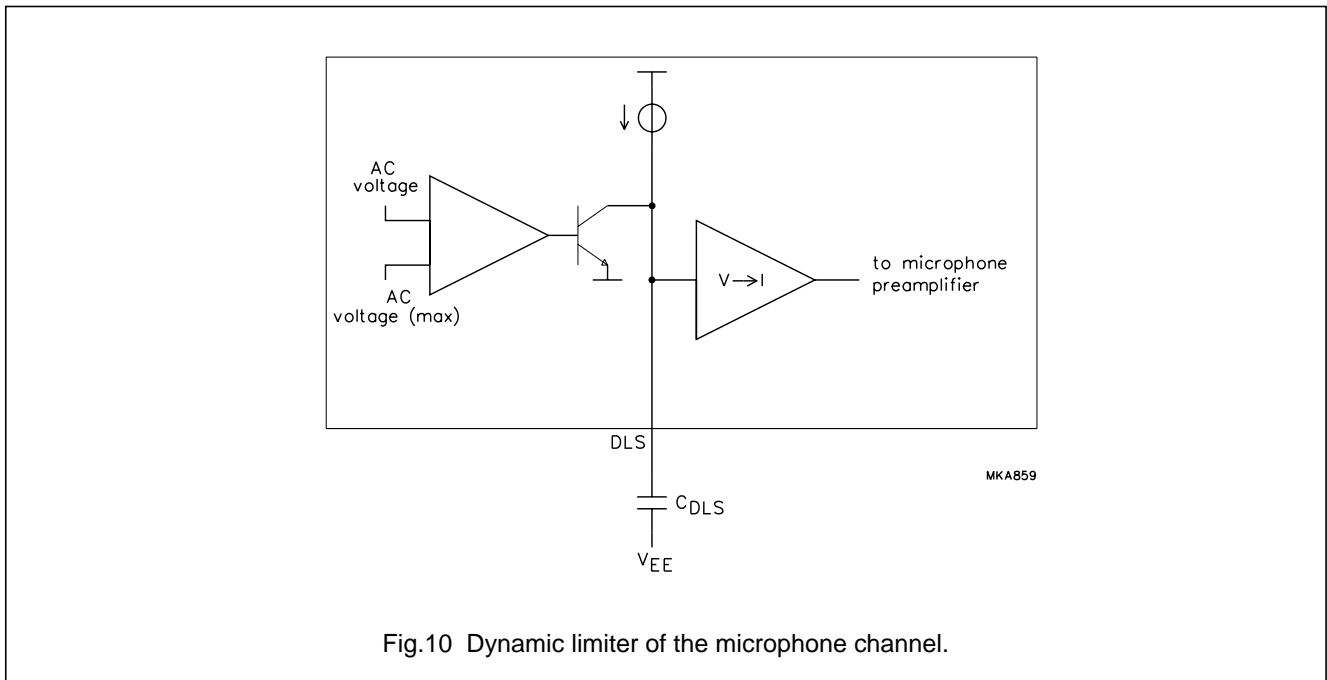 AC
voltage
AC
voltage (max)
V→I
to microphone
preamplifier
DLS
MKA859
CDLS
VEE
Fig.10 Dynamic limiter of the microphone channel.